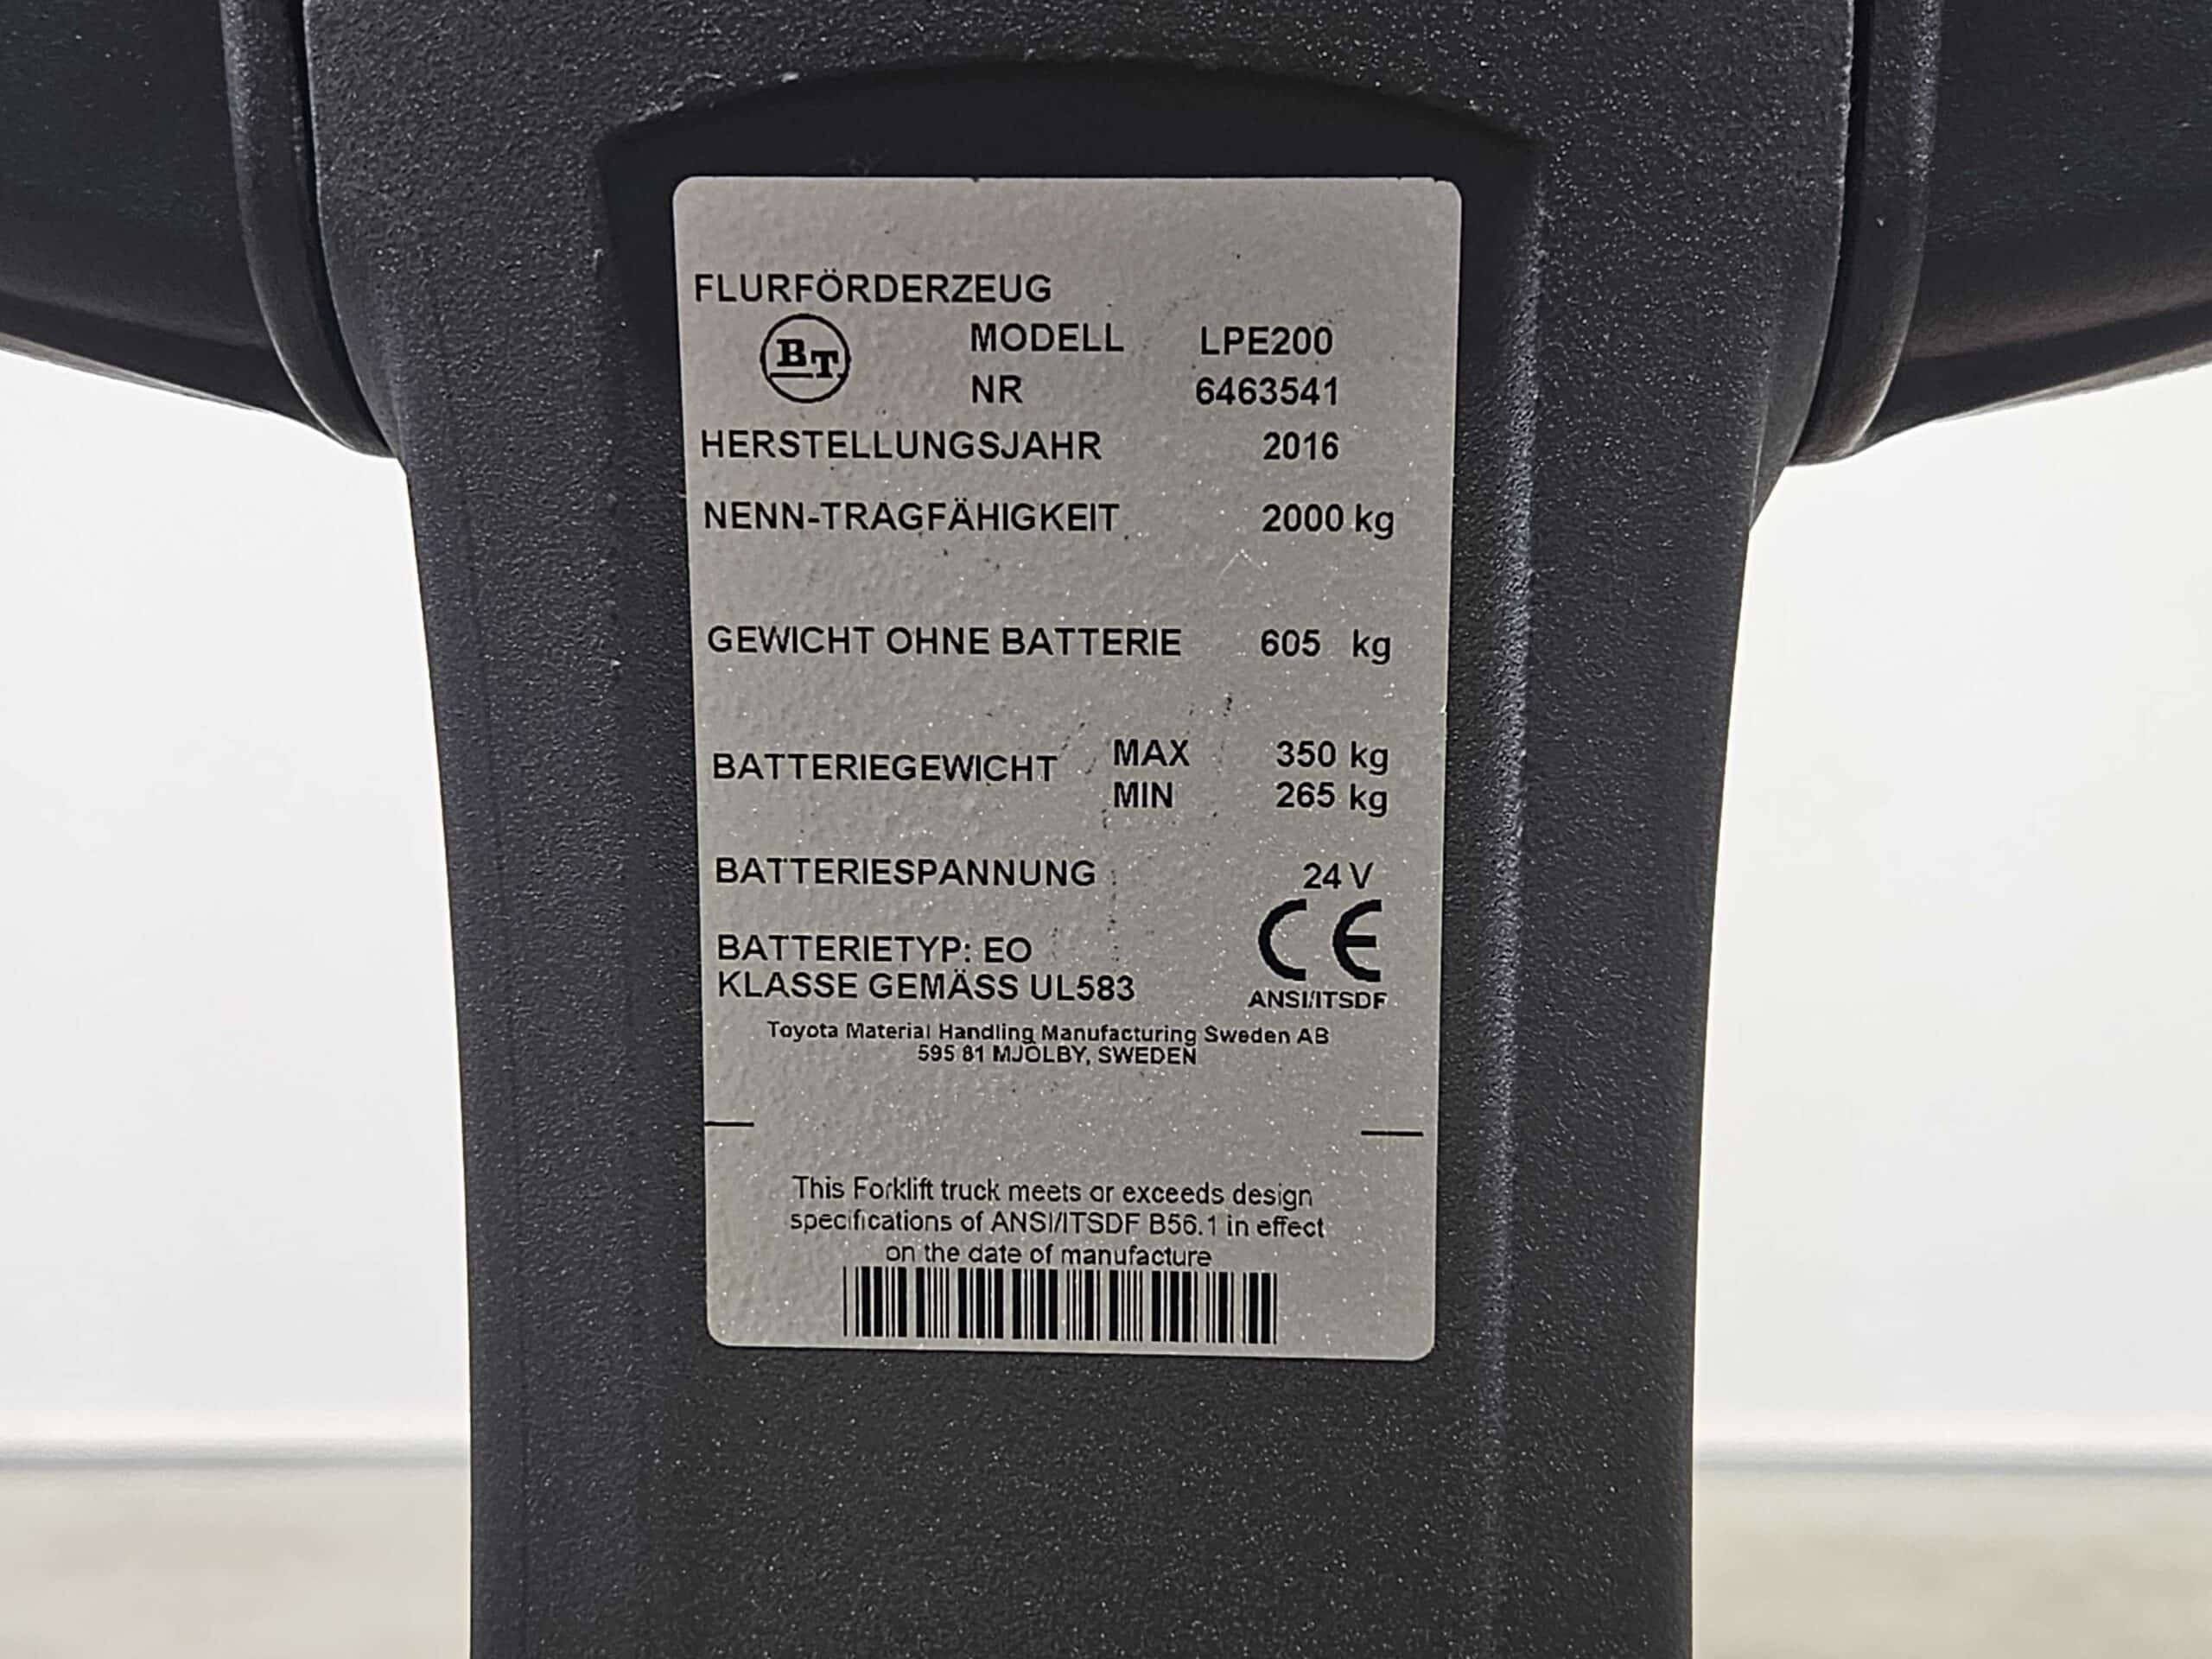 FLURFÖRDERZEUG
BT MODELL LPE200
NR 6463541
HERSTELLUNGSJAHR 2016
NENN-TRAGFÄHIGKEIT 2000 kg
GEWICHT OHNE BATTERIE 605 kg
BATTERIEGEWICHT MAX 350 kg
MIN 265 kg
BATTERIESPANNUNG 24 V
CE
BATTERIETYP: EO
KLASSE GEMÄSS UL583
ANSI/ITSDF
Toyota Material Handling Manufacturing Sweden AB
595 81 MJÖLBY, SWEDEN
This Forklift truck meets or exceeds design
specifications of ANSI/ITSDF B56.1 in effect
on the date of manufacture